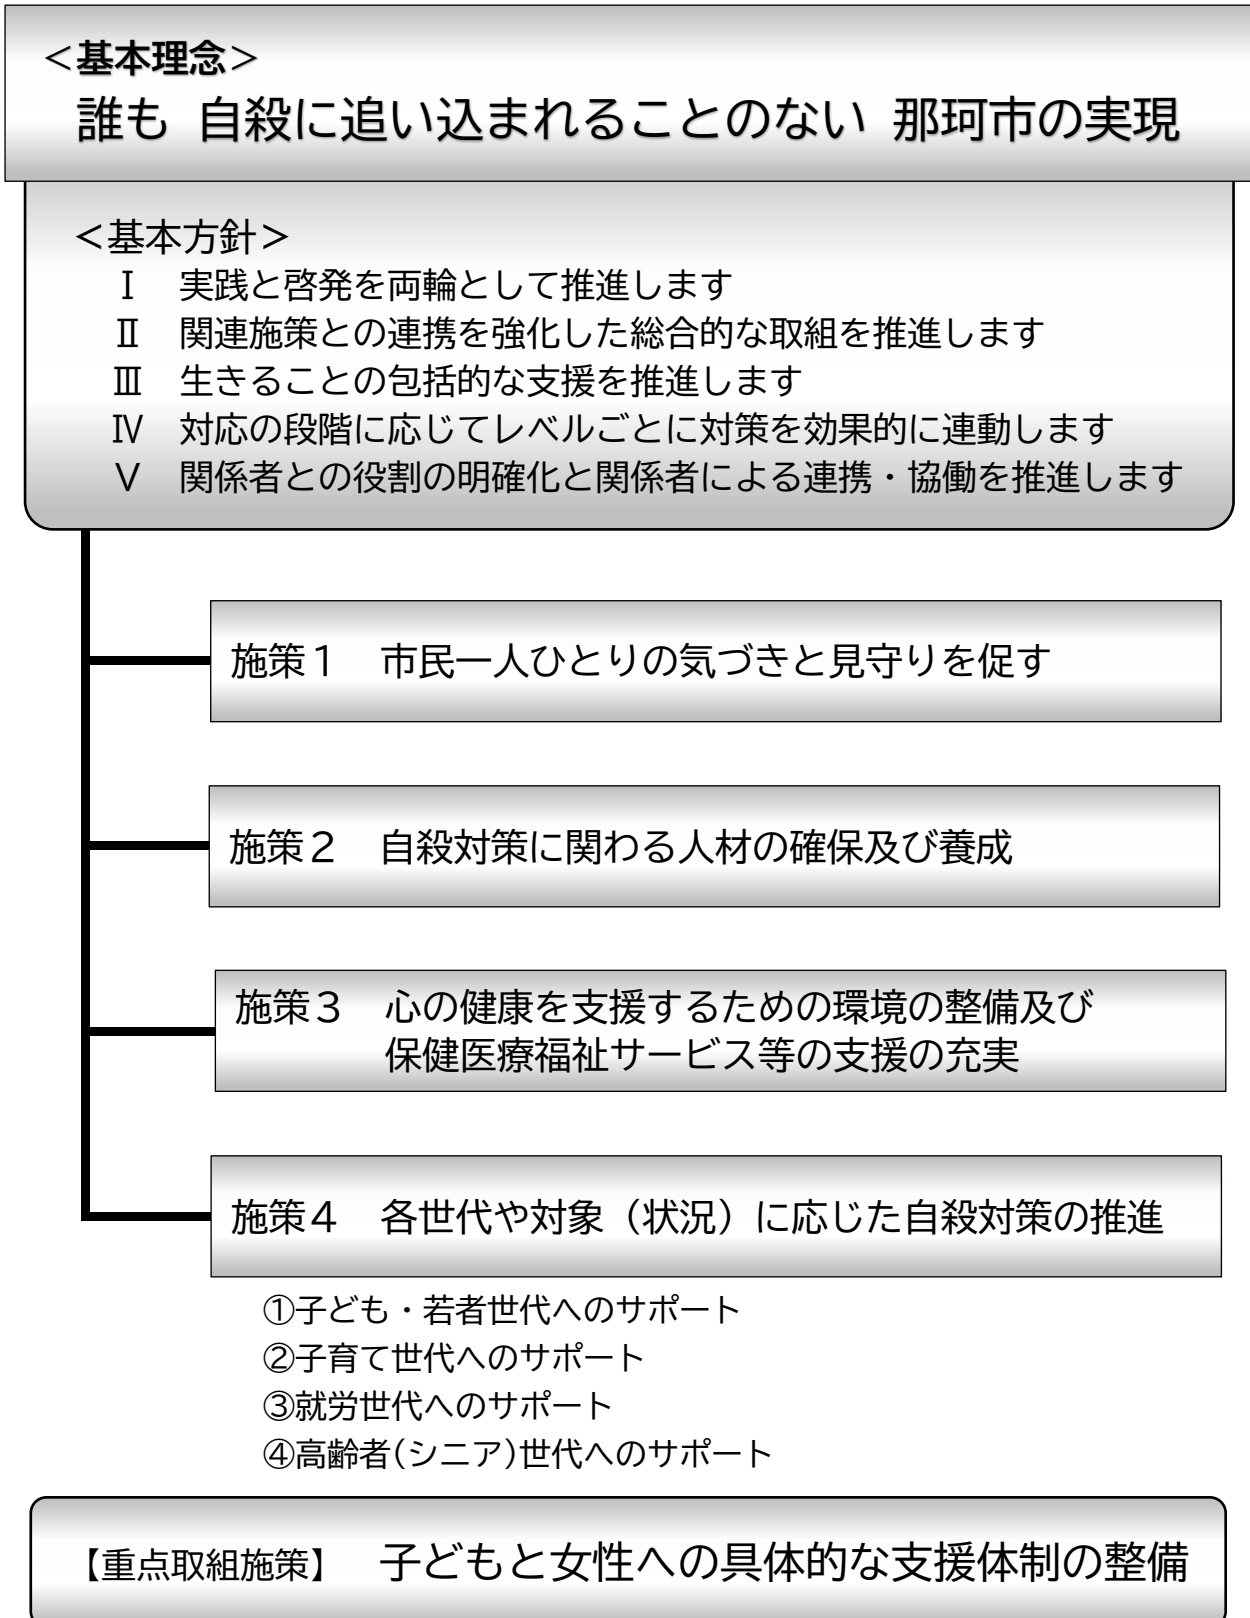 ＜基本理念＞
誰も 自殺に追い込まれることのない 那珂市の実現
＜基本方針＞
Ⅰ　実践と啓発を両輪として推進します
Ⅱ　関連施策との連携を強化した総合的な取組を推進します
Ⅲ　生きることの包括的な支援を推進します
Ⅳ　対応の段階に応じてレベルごとに対策を効果的に連動します
Ⅴ　関係者との役割の明確化と関係者による連携・協働を推進します
施策１　市民一人ひとりの気づきと見守りを促す
施策２　自殺対策に関わる人材の確保及び養成
施策３　心の健康を支援するための環境の整備及び
保健医療福祉サービス等の支援の充実
施策４　各世代や対象（状況）に応じた自殺対策の推進
①子ども・若者世代へのサポート
②子育て世代へのサポート
③就労世代へのサポート
④高齢者(シニア)世代へのサポート
【重点取組施策】　子どもと女性への具体的な支援体制の整備